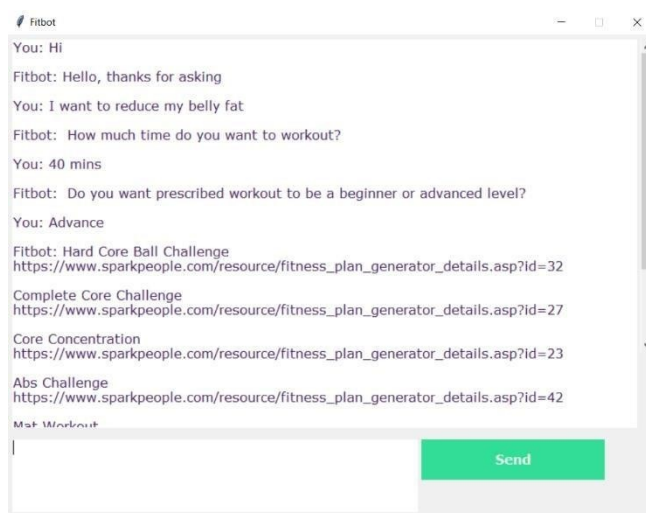 Fitbot
You: Hi
Fitbot: Hello, thanks for asking
You: I want to reduce my belly fat
Fitbot:  How much time do you want to workout?
You: 40 mins
Fitbot:  Do you want prescribed workout to be a beginner or advanced level?
You: Advance
Fitbot: Hard Core Ball Challenge
https://www.sparkpeople.com/resource/fitness_plan_generator_details.asp?id=32
Complete Core Challenge
https://www.sparkpeople.com/resource/fitness_plan_generator_details.asp?id=27
Core Concentration
https://www.sparkpeople.com/resource/fitness_plan_generator_details.asp?id=23
Abs Challenge
https://www.sparkpeople.com/resource/fitness_plan_generator_details.asp?id=42
Mat Workout
Send